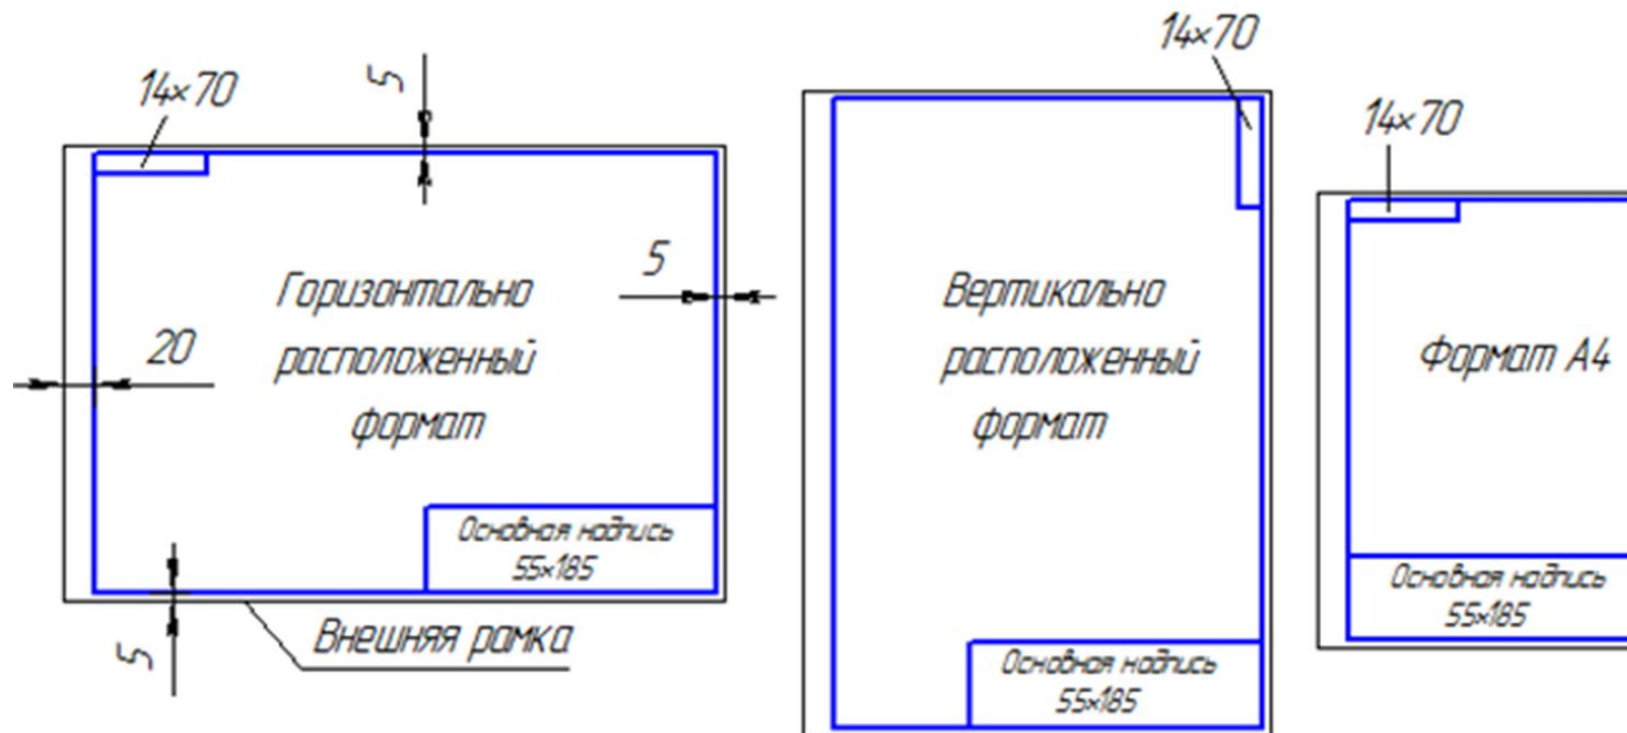 14×70
5
Горизонтально
расположенный
формат
5
20
Основная надпись
55×185
5
Внешняя рамка
14×70
Вертикально
расположенный
формат
Основная надпись
55×185
14×70
Формат А4
Основная надпись
55×185